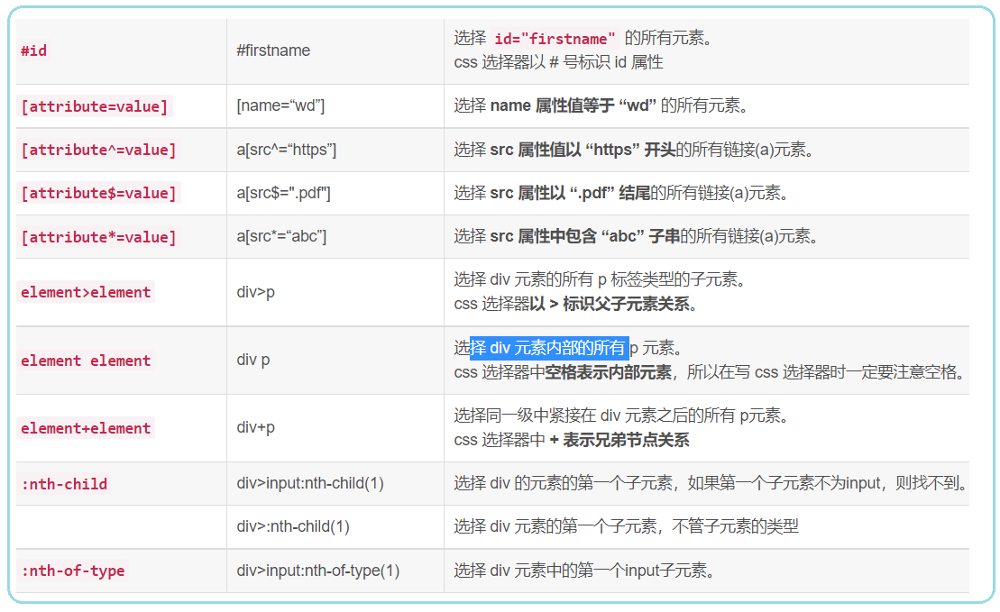 #id
#firstname
选择 id="firstname" 的所有元素。
css 选择器以 # 号标识 id 属性
[attribute=value]
[name=“wd”]
选择 name 属性值等于 “wd” 的所有元素。
[attribute^=value]
a[src^=“https”]
选择 src 属性值以 “https” 开头的所有链接(a)元素。
[attribute$=value]
a[src$=".pdf"]
选择 src 属性以 “.pdf” 结尾的所有链接(a)元素。
[attribute*=value]
a[src*=“abc”]
选择 src 属性中包含 “abc” 子串的所有链接(a)元素。
element>element
div>p
选择 div 元素的所有 p 标签类型的子元素。
css 选择器以 > 标识父子元素关系。
element element
div p
选择 div 元素内部的所有 p 元素。
css 选择器中空格表示内部元素，所以在写 css 选择器时一定要注意空格。
element+element
div+p
选择同一级中紧接在 div 元素之后的所有 p元素。
css 选择器中 + 表示兄弟节点关系
:nth-child
div>input:nth-child(1)
选择 div 的元素的第一个子元素，如果第一个子元素不为input，则找不到。
div>:nth-child(1)
选择 div 元素的第一个子元素，不管子元素的类型
:nth-of-type
div>input:nth-of-type(1)
选择 div 元素中的第一个input子元素。